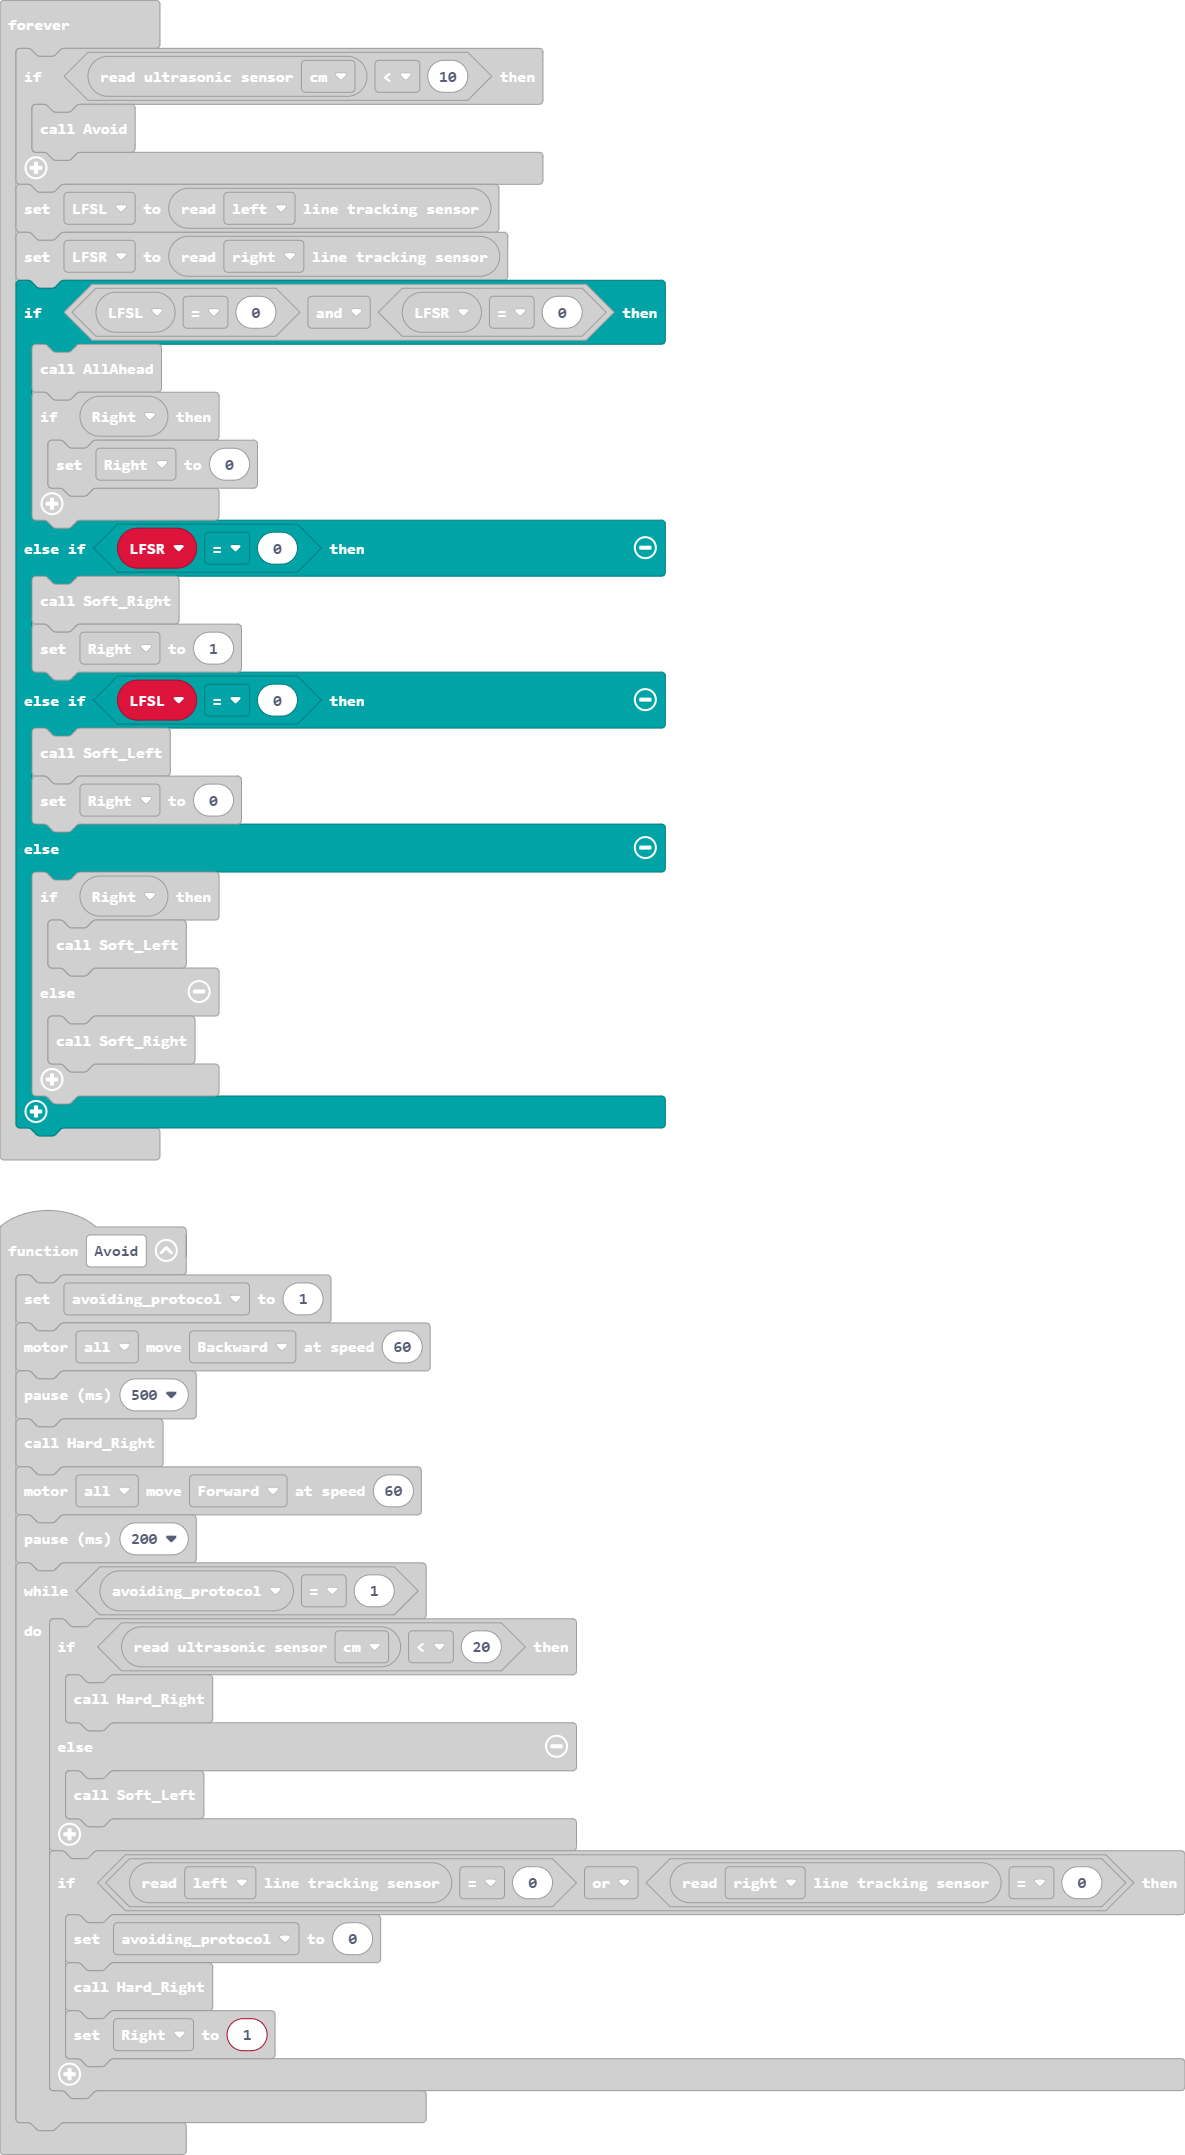 forever
if read ultrasonic sensor cm < 10 then
call Avoid
set LFSL to read left line tracking sensor
set LFSR to read right line tracking sensor
if LFSL = 0 and LFSR = 0 then
call AllAhead
if Right then
set Right to 0
else if LFSR = 0 then
call Soft_Right
set Right to 1
else if LFSL = 0 then
call Soft_Left
set Right to 0
else
if Right then
call Soft_Left
else
call Soft_Right
function Avoid
set avoiding_protocol to 1
motor all move Backward at speed 60
pause (ms) 500
call Hard_Right
motor all move Forward at speed 60
pause (ms) 200
while avoiding_protocol = 1
do
if read ultrasonic sensor cm < 20 then
call Hard_Right
else
call Soft_Left
if read left line tracking sensor = 0 or read right line tracking sensor = 0 then
set avoiding_protocol to 0
call Hard_Right
set Right to 1